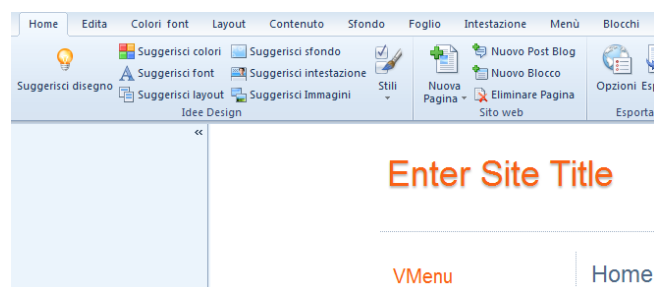 Home Edita Colori font Layout Contenuto Sfondo Foglio Intestazione Menù Blocchi
Suggerisci disegno
Suggerisci colori
Suggerisci font
Suggerisci layout
Suggerisci sfondo
Suggerisci intestazione
Suggerisci Immagini
Idee Design
Stili
Nuova
Pagina
Nuovo Post Blog
Nuovo Blocco
Eliminare Pagina
Sito web
Opzioni
Enter Site Title
VMenu
Home